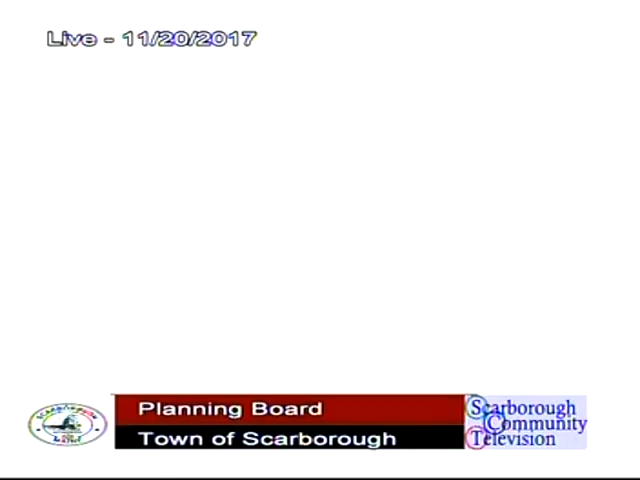 Live - 11/20/2017
Planning Board
Town of Scarborough
Scarborough
Community
Television